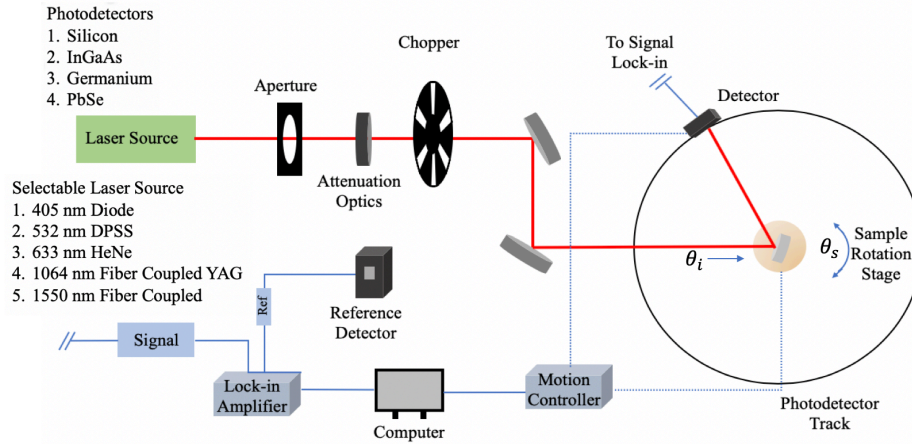 Photodetectors
1. Silicon
2. InGaAs
3. Germanium
4. PbSe
Laser Source
Aperture
Attenuation
Optics
Chopper
To Signal
Lock-in
Detector
Selectable Laser Source
1. 405 nm Diode
2. 532 nm DPSS
3. 633 nm HeNe
4. 1064 nm Fiber Coupled YAG
5. 1550 nm Fiber Coupled
θi
θs
Sample
Rotation
Stage
Ref
Reference
Detector
Signal
Lock-in
Amplifier
Computer
Motion
Controller
Photodetector
Track